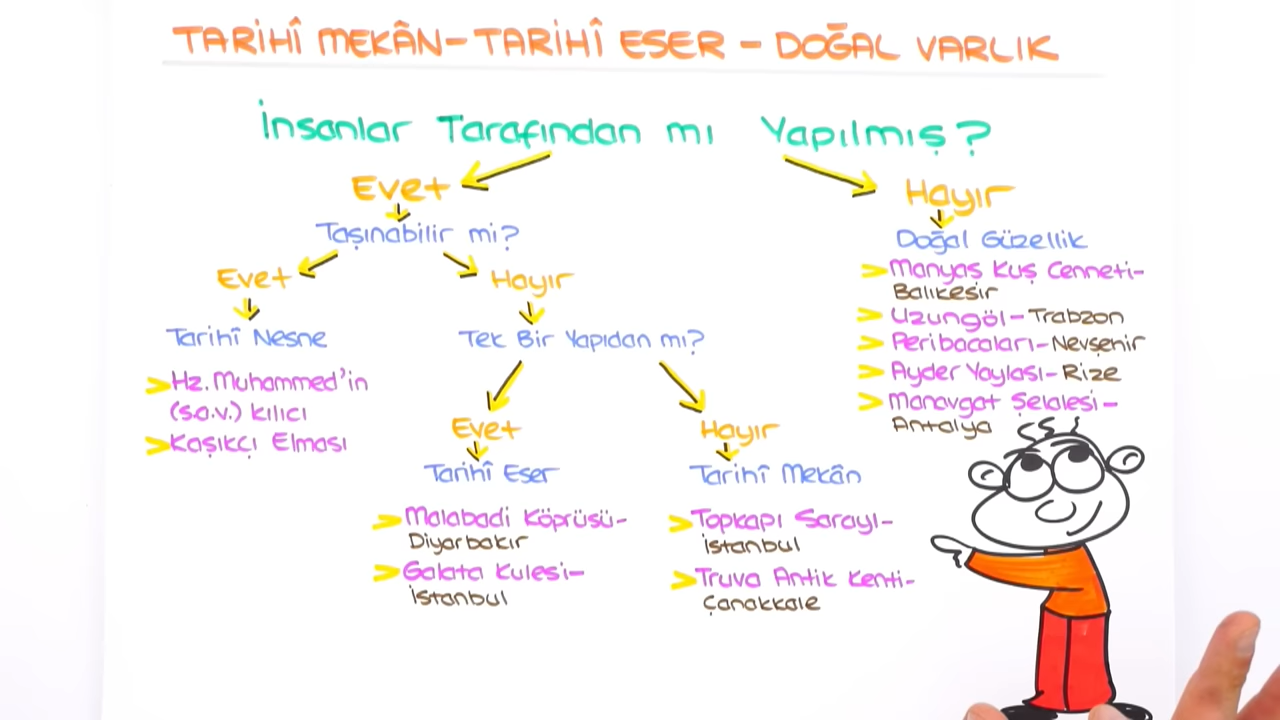 TARİHÎ MEKÂN-TARİHÎ ESER - DOĞAL VARLIK
İnsanlar Tarafından mı Yapılmış?
Evet
Hayır
Taşınabilir mi?
Doğal Güzellik
Evet
Hayır
> Manyas Kuş Cenneti-
Balıkesir
> Uzungöl-Trabzon
> Peribacaları-Nevşehir
> Ayder Yaylası-Rize
> Manavgat Şelalesi-
Antalya
Tarihî Nesne
Tek Bir Yapıdan mı?
> Hz. Muhammed'in
(s.a.v.) kılıcı
> Kaşıkçı Elması
Evet
Hayır
Tarihî Eser
Tarihî Mekân
> Malabadi Köprüsü-
Diyarbakır
> Galata Kulesi-
İstanbul
> Topkapı Sarayı-
İstanbul
> Truva Antik Kenti-
Çanakkale